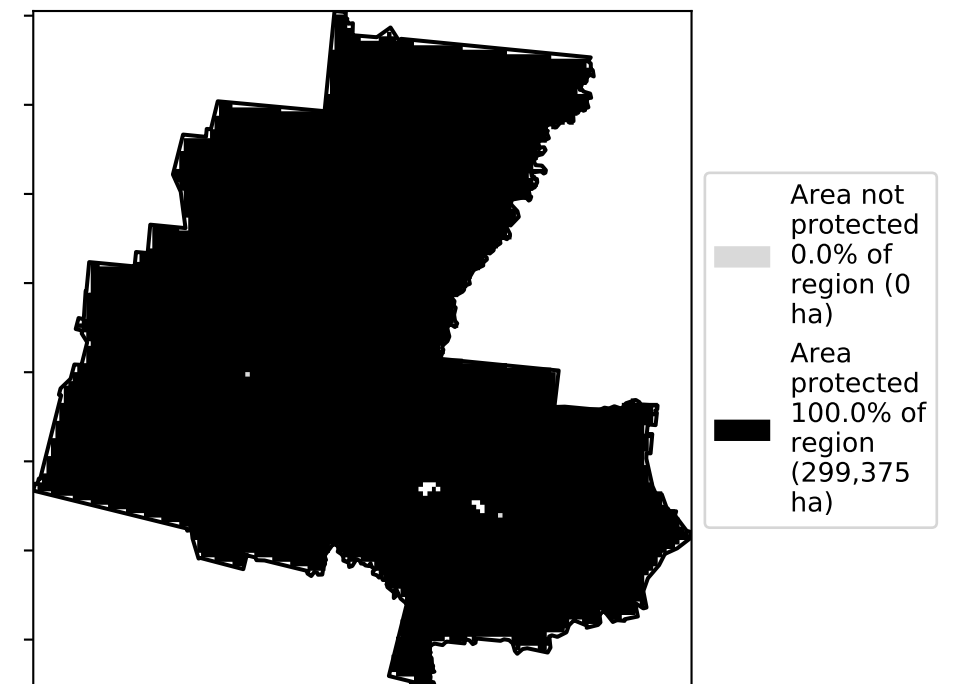 Area not
protected
0.0% of
region (0
ha)
Area
protected
100.0% of
region
(299,375
ha)